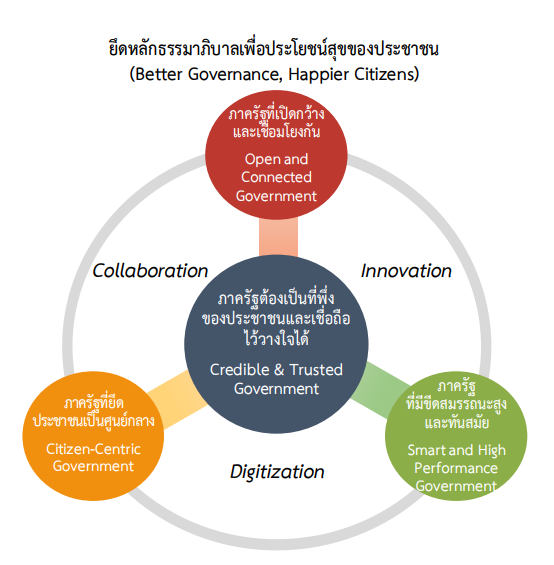 ยึดหลักธรรมาภิบาลเพื่อประโยชน์สุขของประชาชน
(Better Governance, Happier Citizens)
ภาครัฐที่เปิดกว้าง
และเชื่อมโยงกัน
Open and
Connected
Government
Collaboration
Innovation
ภาครัฐต้องเป็นที่พึ่ง
ของประชาชนและเชื่อถือ
ไว้วางใจได้
Credible & Trusted
Government
ภาครัฐที่ยึด
ประชาชนเป็นศูนย์กลาง
Citizen-Centric
Government
ภาครัฐ
ที่มีขีดสมรรถนะสูง
และทันสมัย
Smart and High
Performance
Government
Digitization